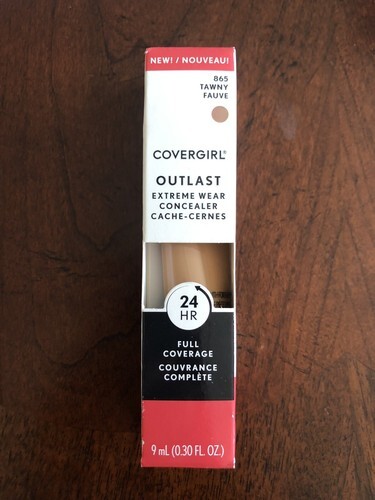 NEW! / NOUVEAU!
865
TAWNY
FAUVE
COVERGIRL®
OUTLAST
EXTREME WEAR
CONCEALER
CACHE-CERNES
24
HR
FULL
COVERAGE
COUVRANCE
COMPLÈTE
9 mL (0.30 FL. OZ.)